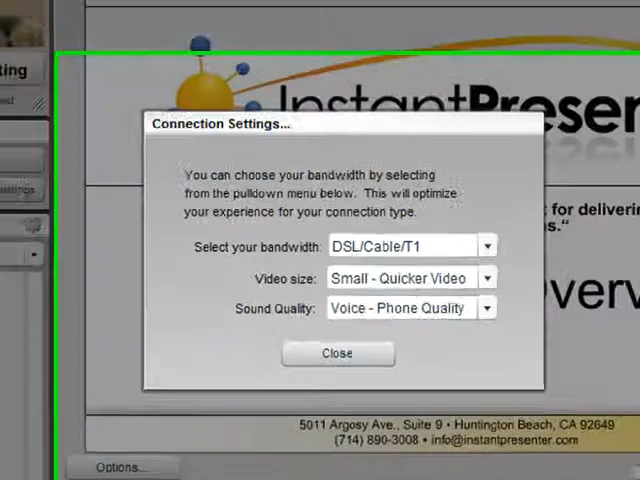 ting
InstantPresen
Connection Settings...
You can choose your bandwidth by selecting
from the pulldown menu below. This will optimize
your experience for your connection type.
for delivering
s."
Select your bandwidth: DSL/Cable/T1
Video size: Small - Quicker Video
Overv
Sound Quality: Voice - Phone Quality
Close
5011 Argosy Ave., Suite 9 • Huntington Beach, CA 92649
(714) 890-3008 • info@instantpresenter.com
Options...